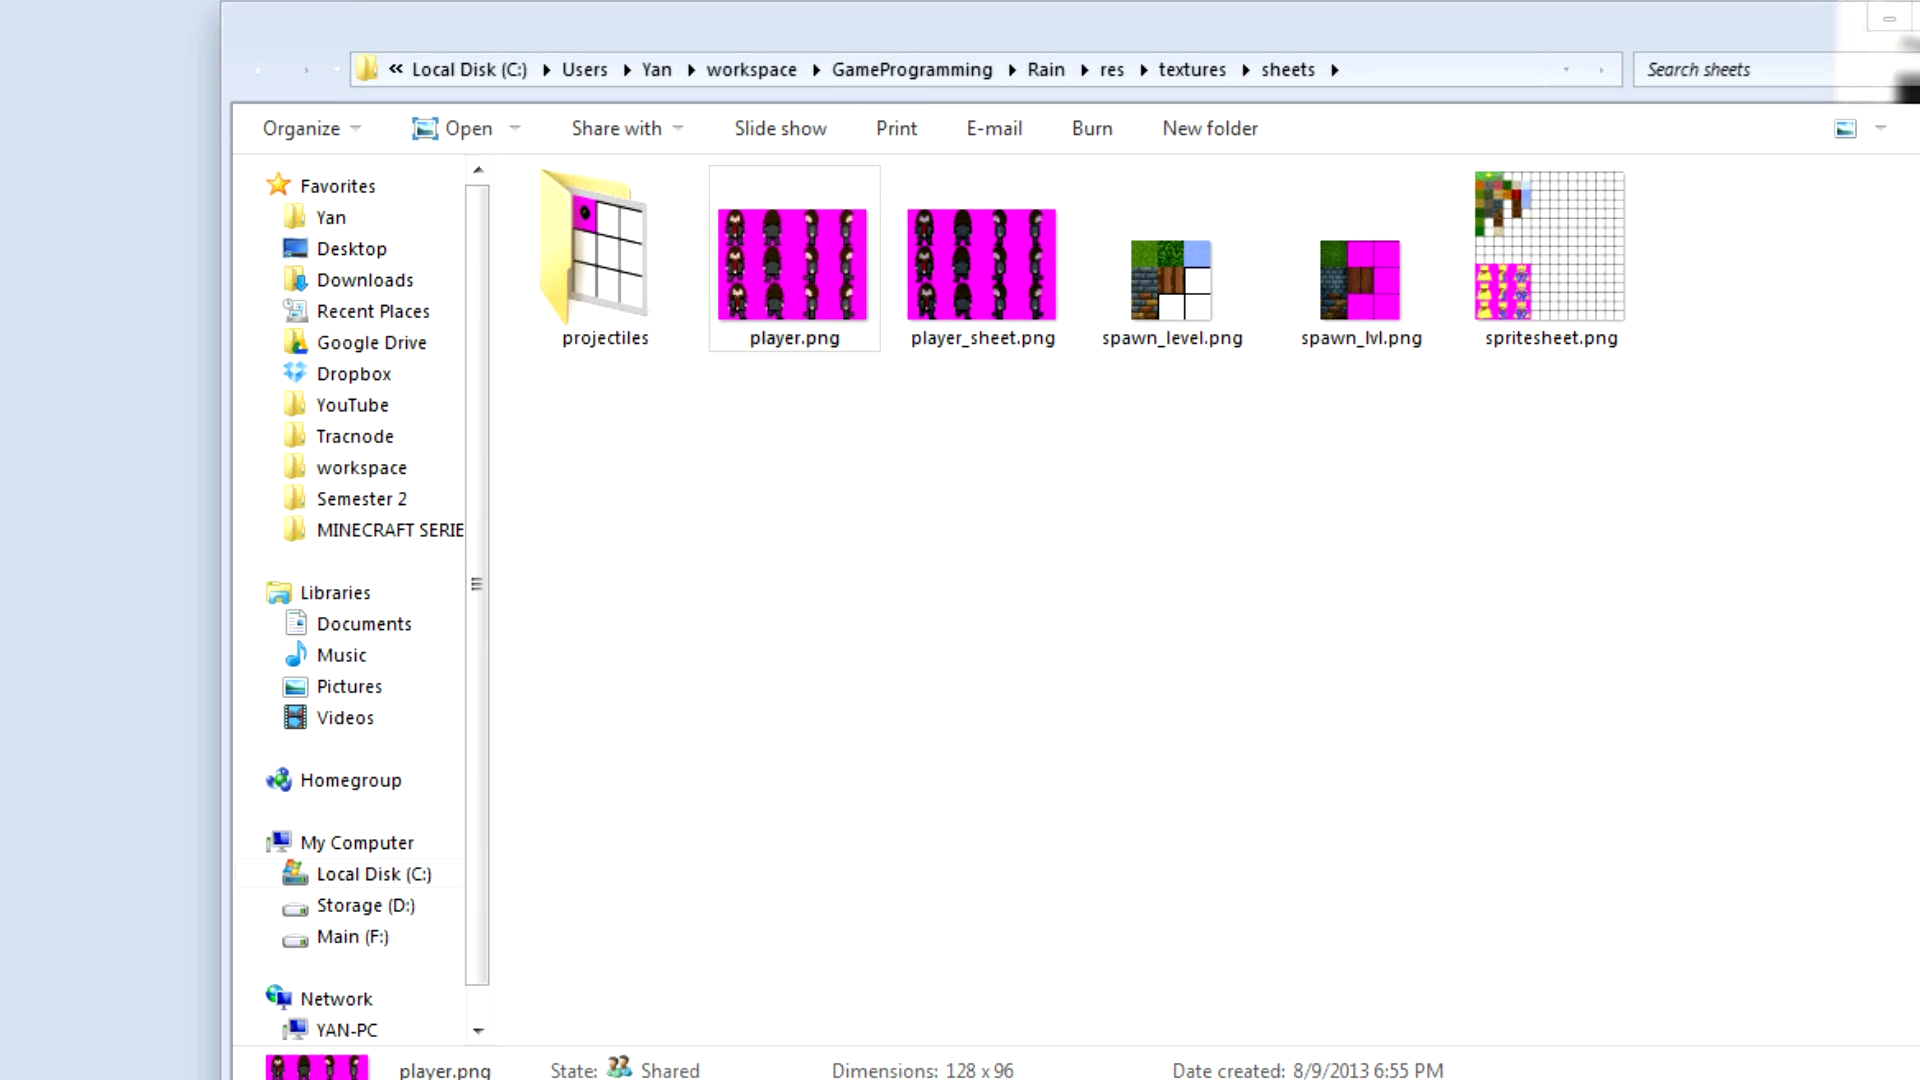 « Local Disk (C:) Users Yan workspace GameProgramming Rain res textures sheets
Search sheets
Organize Open Share with Slide show Print E-mail Burn New folder
Favorites
Yan
Desktop
Downloads
Recent Places
Google Drive
Dropbox
YouTube
Tracnode
workspace
Semester 2
MINECRAFT SERIE
Libraries
Documents
Music
Pictures
Videos
Homegroup
My Computer
Local Disk (C:)
Storage (D:)
Main (F:)
Network
YAN-PC
projectiles
player.png
player_sheet.png
spawn_level.png
spawn_lvl.png
spritesheet.png
player.png State: Shared Dimensions: 128 x 96 Date created: 8/9/2013 6:55 PM